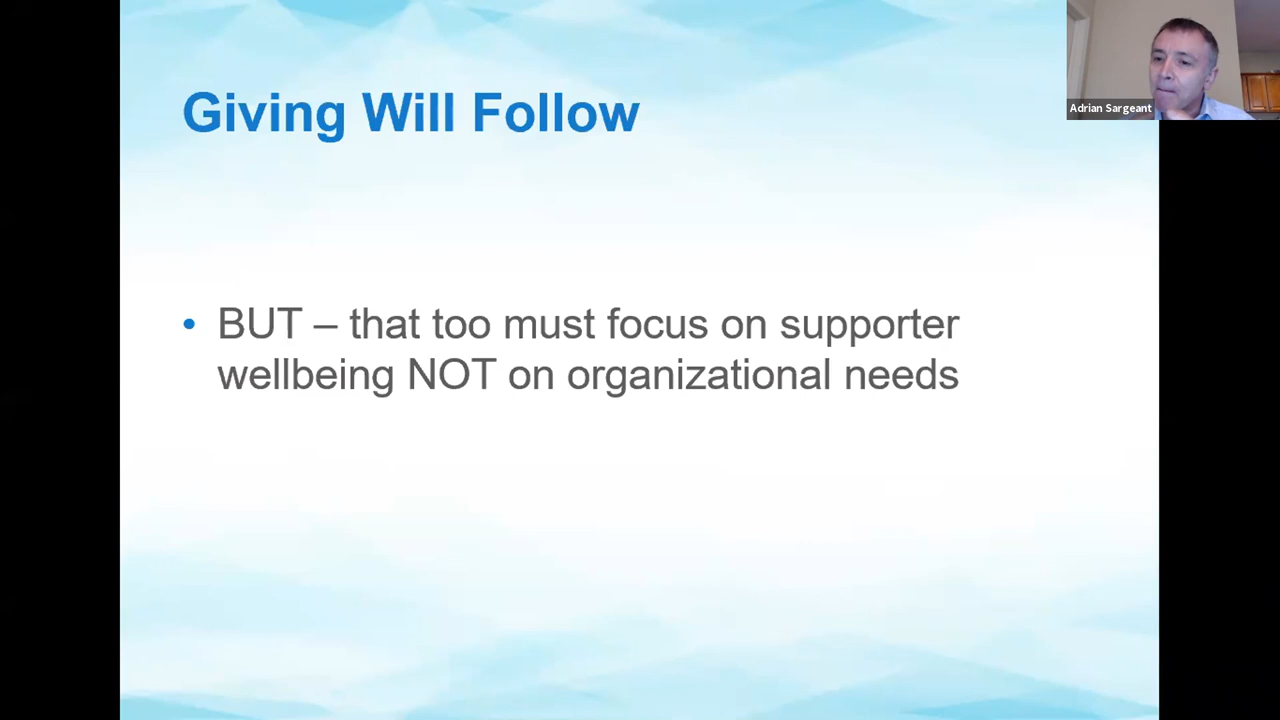 Giving Will Follow
Adrian Sargeant
• BUT – that too must focus on supporter
wellbeing NOT on organizational needs